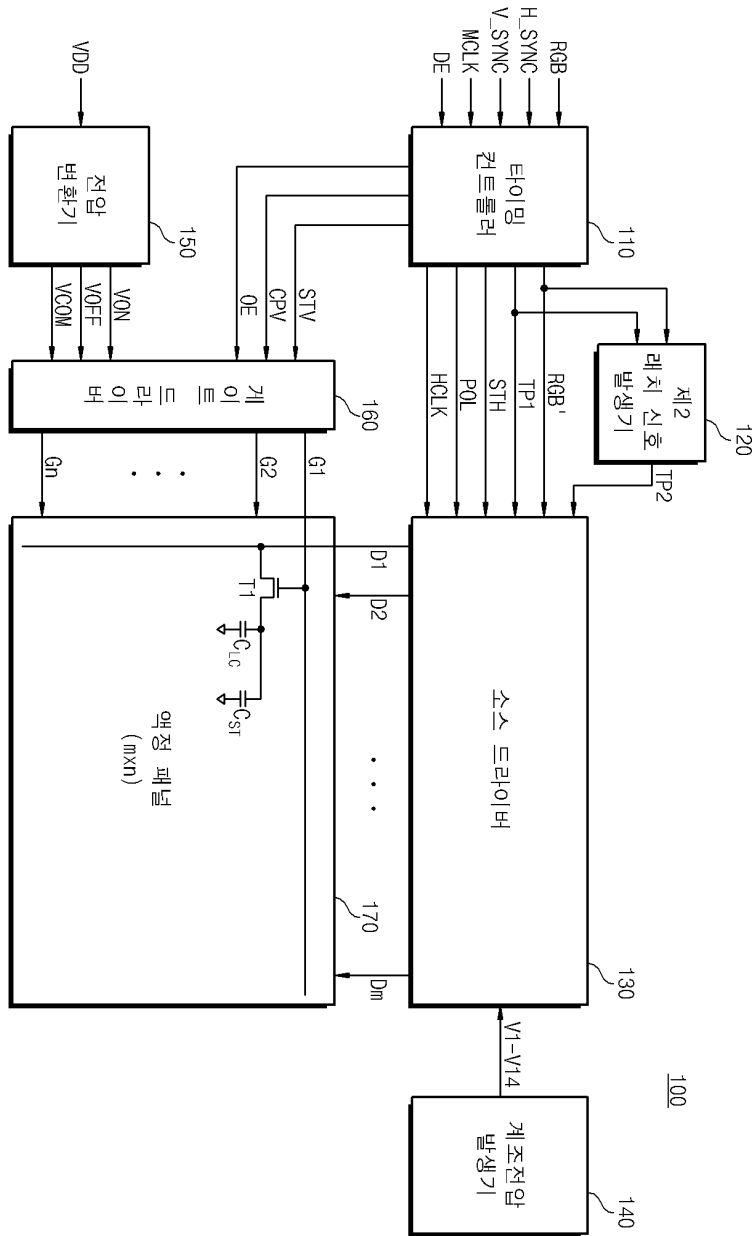 100
120
제2
래치 신호
발생기
TP2
RGB
H_SYNC
V_SYNC
MCLK
DE
타이밍
컨트롤러
110
RGB'
TP1
STH
POL
HCLK
소스 드라이버
130
V1-V14
계조전압
발생기
140
STV
CPV
OE
D1
D2
. . .
Dm
VDD
전압
변환기
150
VON
VOFF
VCOM
게이트 드라이버
160
G1
G2
. . .
Gn
T1
CLC
CST
액정 패널
(mxn)
170